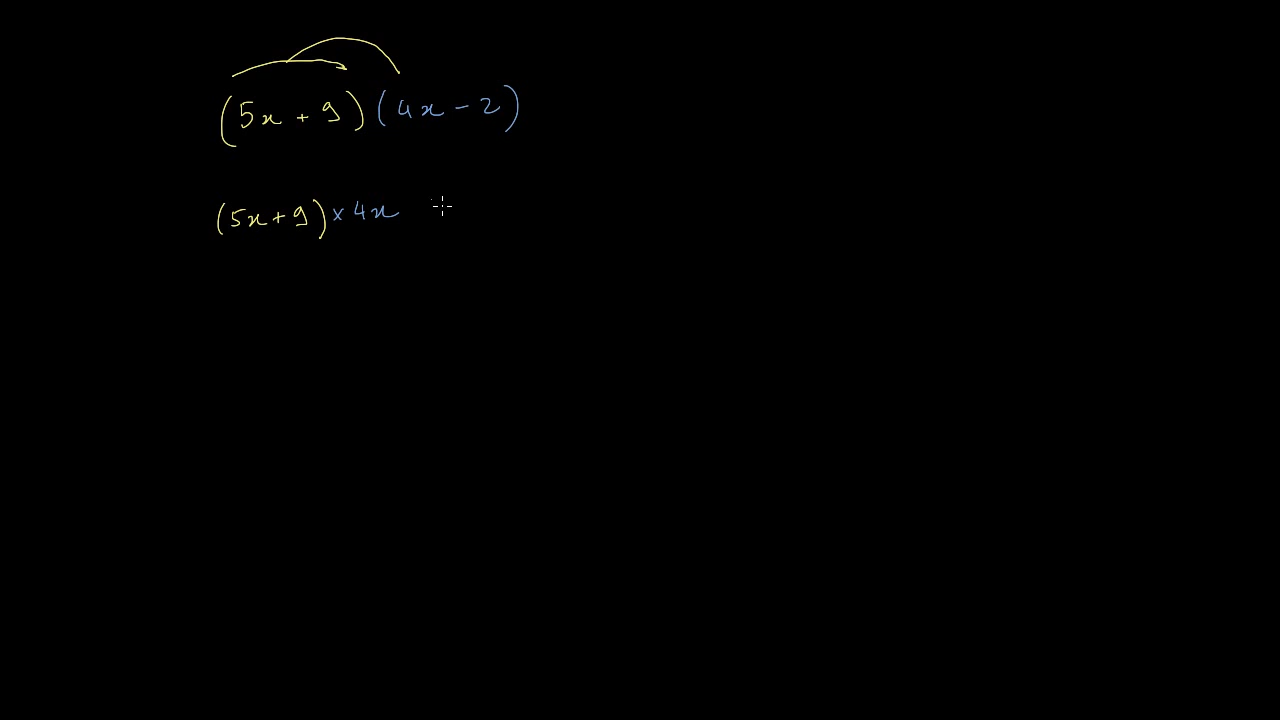 (5x + 9)(4x - 2)
(5x + 9) × 4x